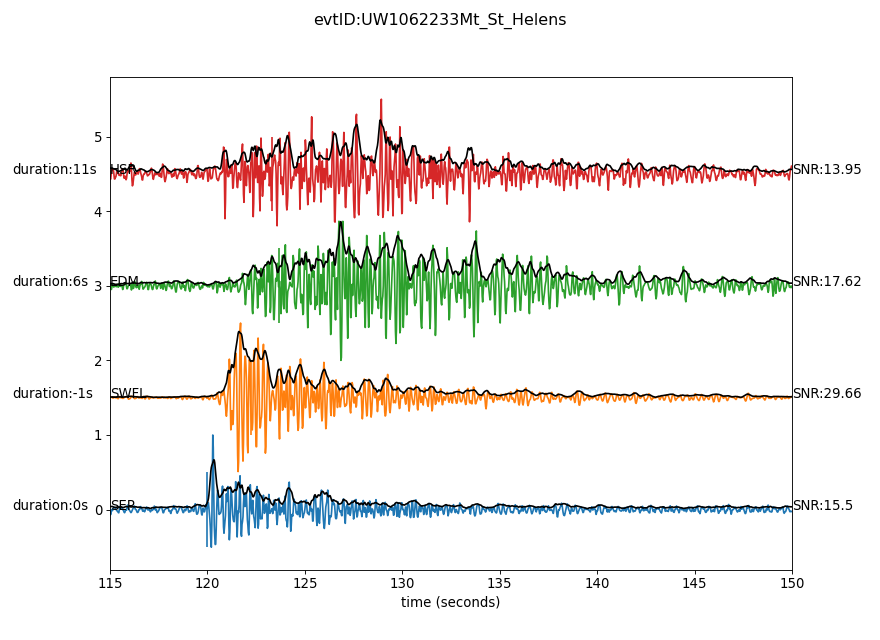 evtID:UW1062233Mt_St_Helens
5
duration:11s HSR SNR:13.95
4
duration:6s EDM SNR:17.62
3
2
duration:-1s SWFL SNR:29.66
1
duration:0s SEP SNR:15.5
0
115 120 125 130 135 140 145 150
time (seconds)